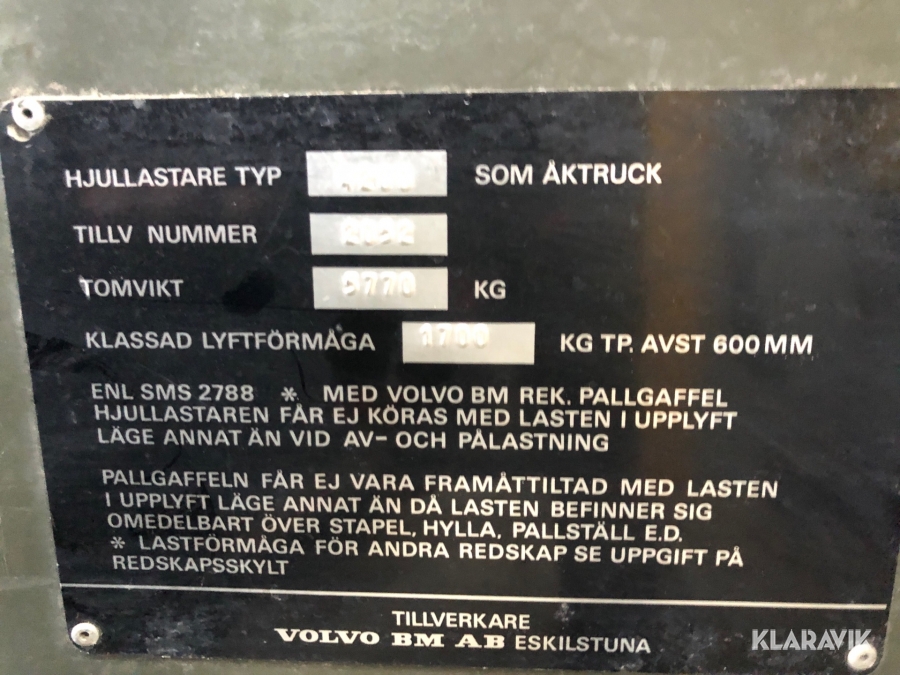 HJULLASTARE TYP SOM ÅKTRUCK
TILLV NUMMER
TOMVIKT 6770 KG
KLASSAD LYFTFÖRMÅGA 1700 KG TP. AVST 600 MM
ENL SMS 2788 * MED VOLVO BM REK. PALLGAFFEL
HJULLASTAREN FÅR EJ KÖRAS MED LASTEN I UPPLYFT
LÄGE ANNAT ÄN VID AV- OCH PÅLASTNING
PALLGAFFELN FÅR EJ VARA FRAMÅTTILTAD MED LASTEN
I UPPLYFT LÄGE ANNAT ÄN DÅ LASTEN BEFINNER SIG
OMEDELBART ÖVER STAPEL, HYLLA, PALLSTÄLL E.D.
* LASTFÖRMÅGA FÖR ANDRA REDSKAP SE UPPGIFT PÅ
REDSKAPSSKYLT
TILLVERKARE
VOLVO BM AB ESKILSTUNA
KLARAVIK